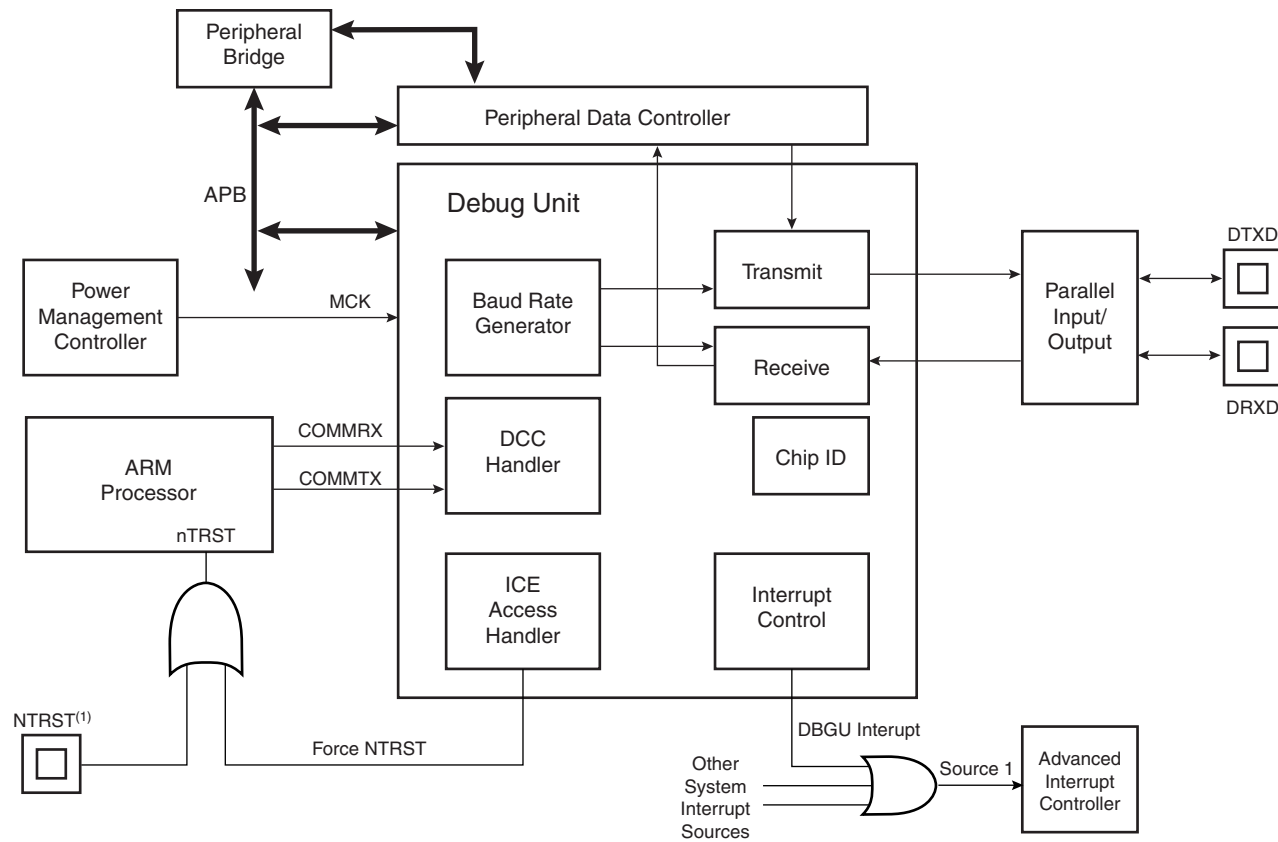 Peripheral
Bridge
Peripheral Data Controller
APB
Debug Unit
DTXD
Transmit
Power
Management
Controller
MCK
Baud Rate
Generator
Parallel
Input/
Output
Receive
DRXD
ARM
Processor
nTRST
COMMRX
COMMTX
DCC
Handler
Chip ID
ICE
Access
Handler
Interrupt
Control
NTRST(1)
Force NTRST
DBGU Interupt
Other
System
Interrupt
Sources
Source 1
Advanced
Interrupt
Controller